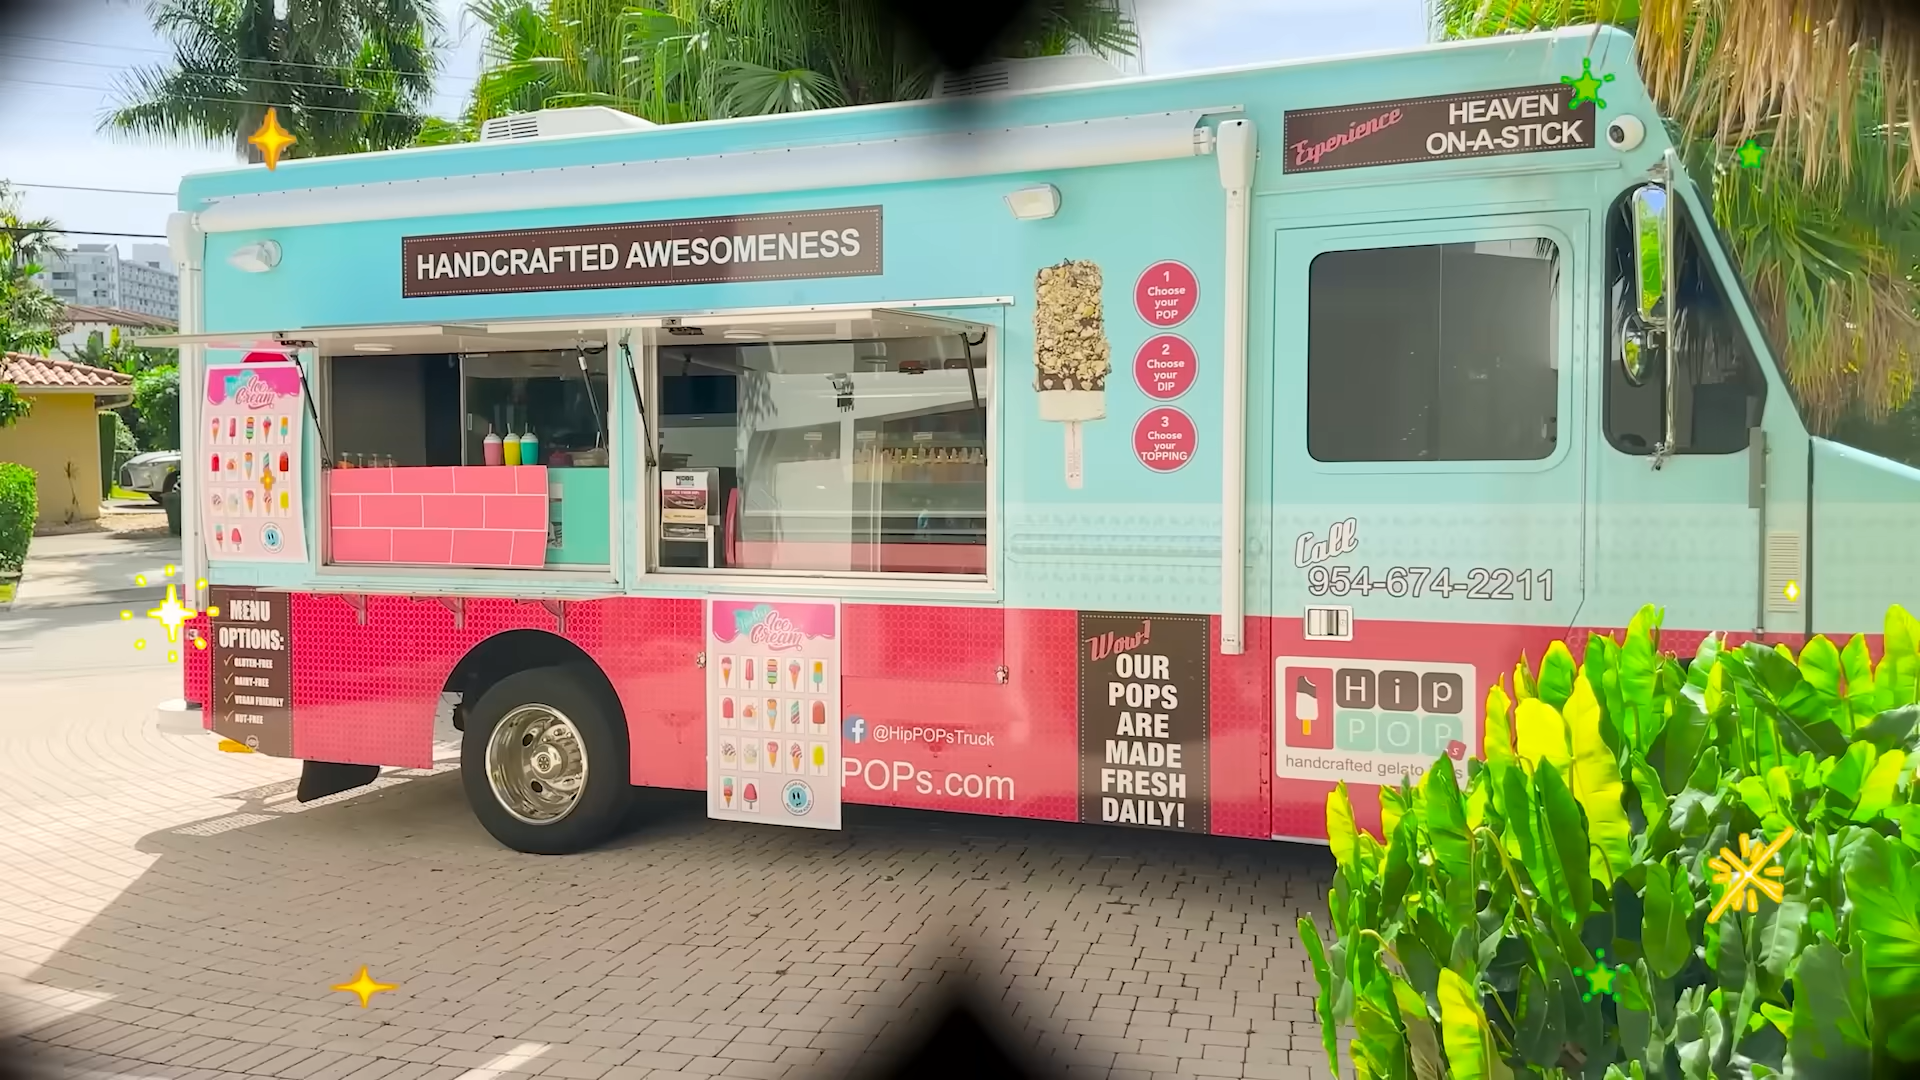 Experience
HEAVEN
ON-A-STICK
HANDCRAFTED AWESOMENESS
1
Choose
your
POP
2
Choose
your
DIP
3
Choose
your
TOPPING
Ice
Cream
Call
954-674-2211
MENU
OPTIONS:
✓ GLUTEN-FREE
✓ DAIRY-FREE
✓ VEGAN FRIENDLY
✓ NUT-FREE
Ice
Cream
@HipPOPsTruck
POPs.com
Wow!
OUR
POPS
ARE
MADE
FRESH
DAILY!
Hip
POP
s
handcrafted gelato